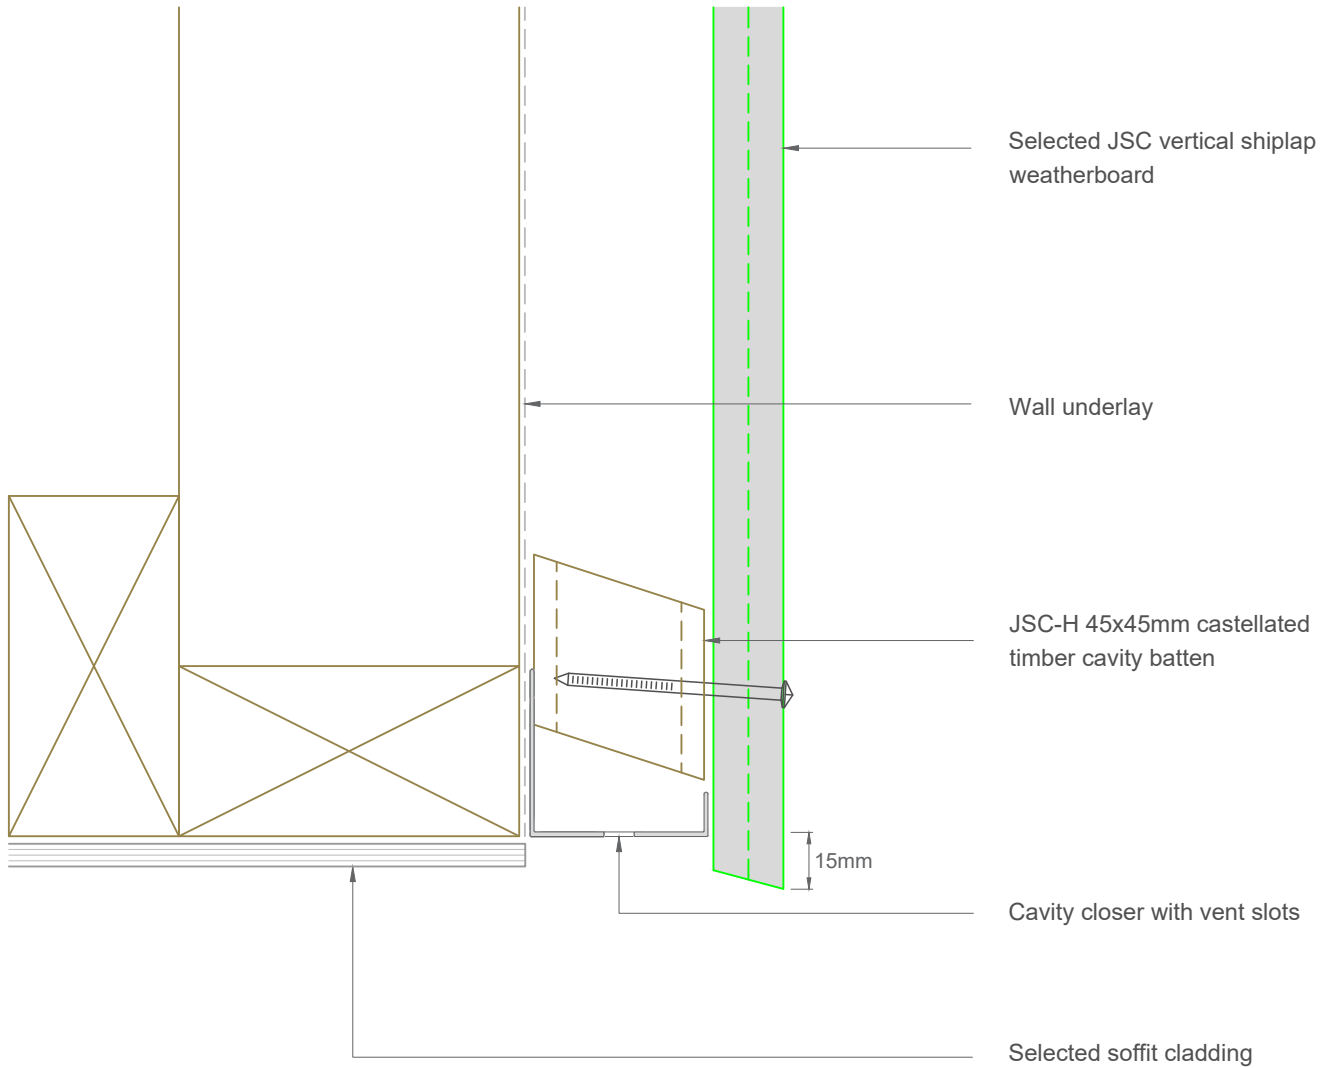 Selected JSC vertical shiplap
weatherboard
Wall underlay
JSC-H 45x45mm castellated
timber cavity batten
15mm
Cavity closer with vent slots
Selected soffit cladding